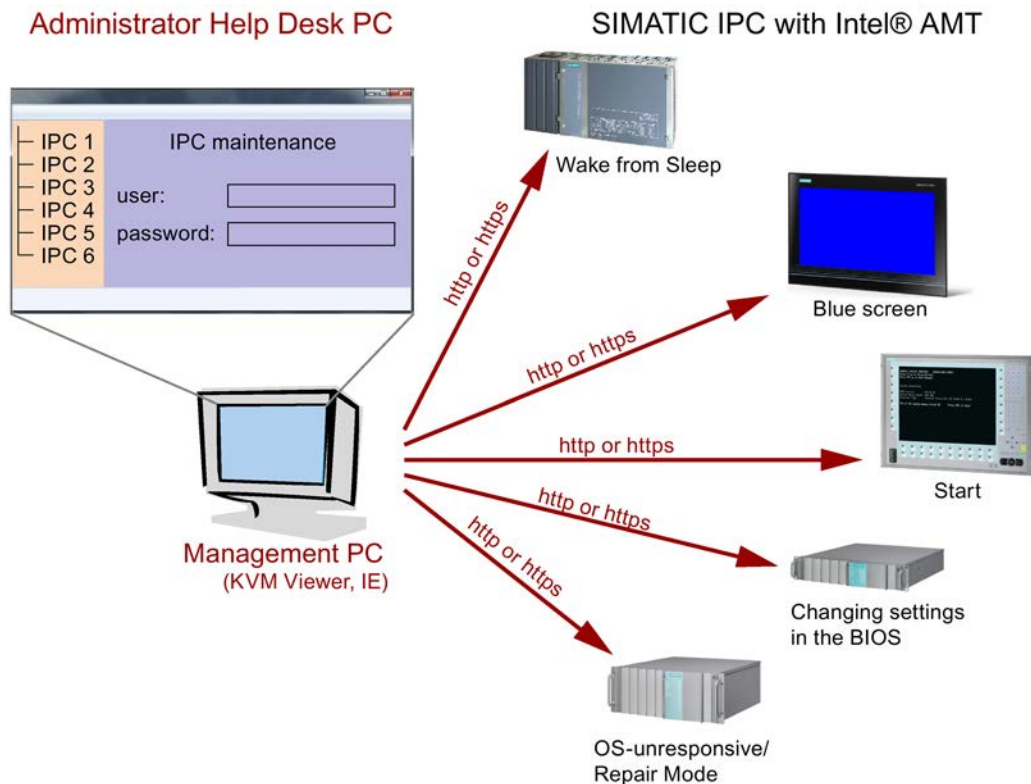 Administrator Help Desk PC
SIMATIC IPC with Intel® AMT
IPC 1
IPC 2
IPC 3
IPC 4
IPC 5
IPC 6
IPC maintenance
user:
password:
Wake from Sleep
http or https
Blue screen
http or https
http or https
Start
http or https
Changing settings
in the BIOS
http or https
OS-unresponsive/
Repair Mode
Management PC
(KVM Viewer, IE)